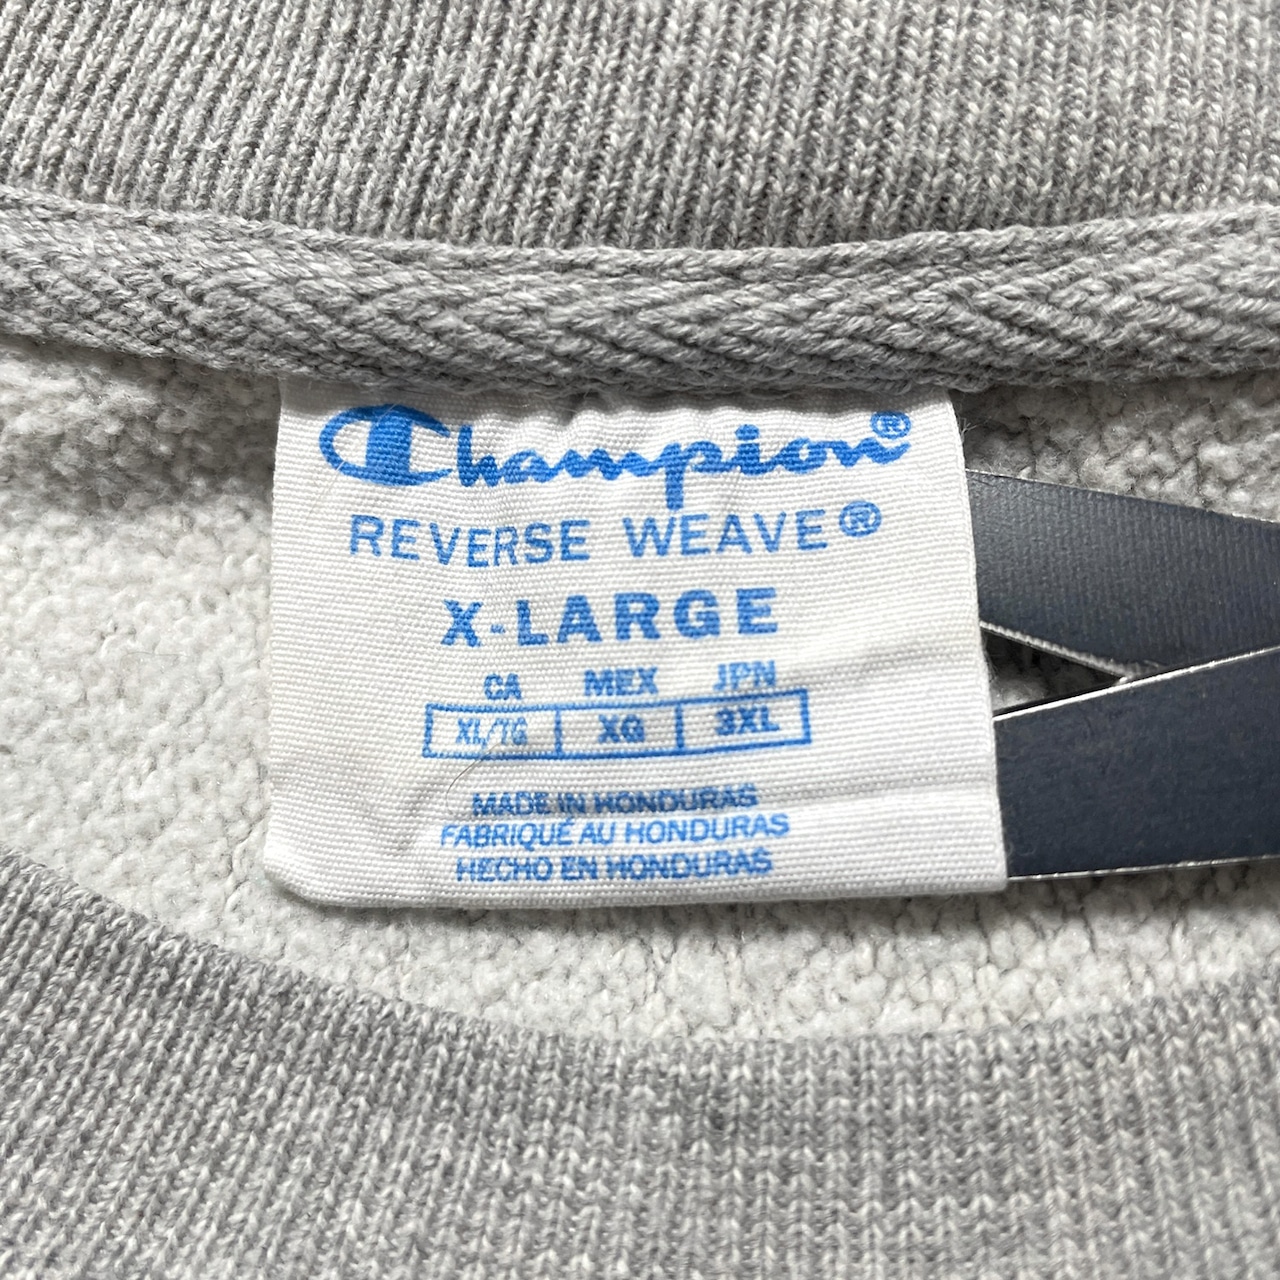 Champion®
REVERSE WEAVE®
X-LARGE
CA MEX JPN
XL/TG XG 3XL
MADE IN HONDURAS
FABRIQUÉ AU HONDURAS
HECHO EN HONDURAS